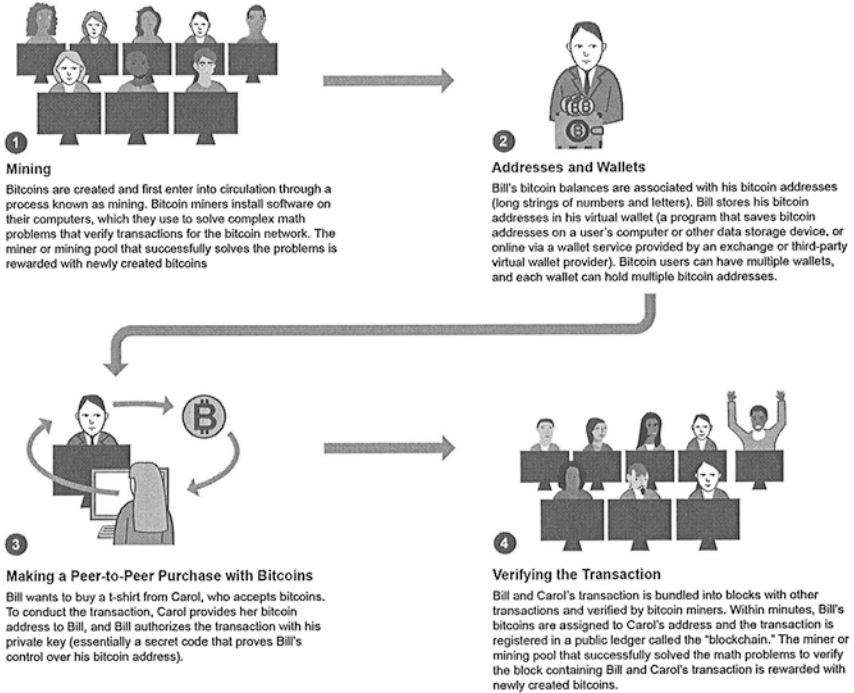 1
Mining
Bitcoins are created and first enter into circulation through a
process known as mining. Bitcoin miners install software on
their computers, which they use to solve complex math
problems that verify transactions for the bitcoin network. The
miner or mining pool that successfully solves the problems is
rewarded with newly created bitcoins
2
Addresses and Wallets
Bill's bitcoin balances are associated with his bitcoin addresses
(long strings of numbers and letters). Bill stores his bitcoin
addresses in his virtual wallet (a program that saves bitcoin
addresses on a user's computer or other data storage device, or
online via a wallet service provided by an exchange or third-party
virtual wallet provider). Bitcoin users can have multiple wallets,
and each wallet can hold multiple bitcoin addresses.
3
Making a Peer-to-Peer Purchase with Bitcoins
Bill wants to buy a t-shirt from Carol, who accepts bitcoins.
To conduct the transaction, Carol provides her bitcoin
address to Bill, and Bill authorizes the transaction with his
private key (essentially a secret code that proves Bill's
control over his bitcoin address).
4
Verifying the Transaction
Bill and Carol's transaction is bundled into blocks with other
transactions and verified by bitcoin miners. Within minutes, Bill's
bitcoins are assigned to Carol's address and the transaction is
registered in a public ledger called the "blockchain." The miner or
mining pool that successfully solved the math problems to verify
the block containing Bill and Carol's transaction is rewarded with
newly created bitcoins.